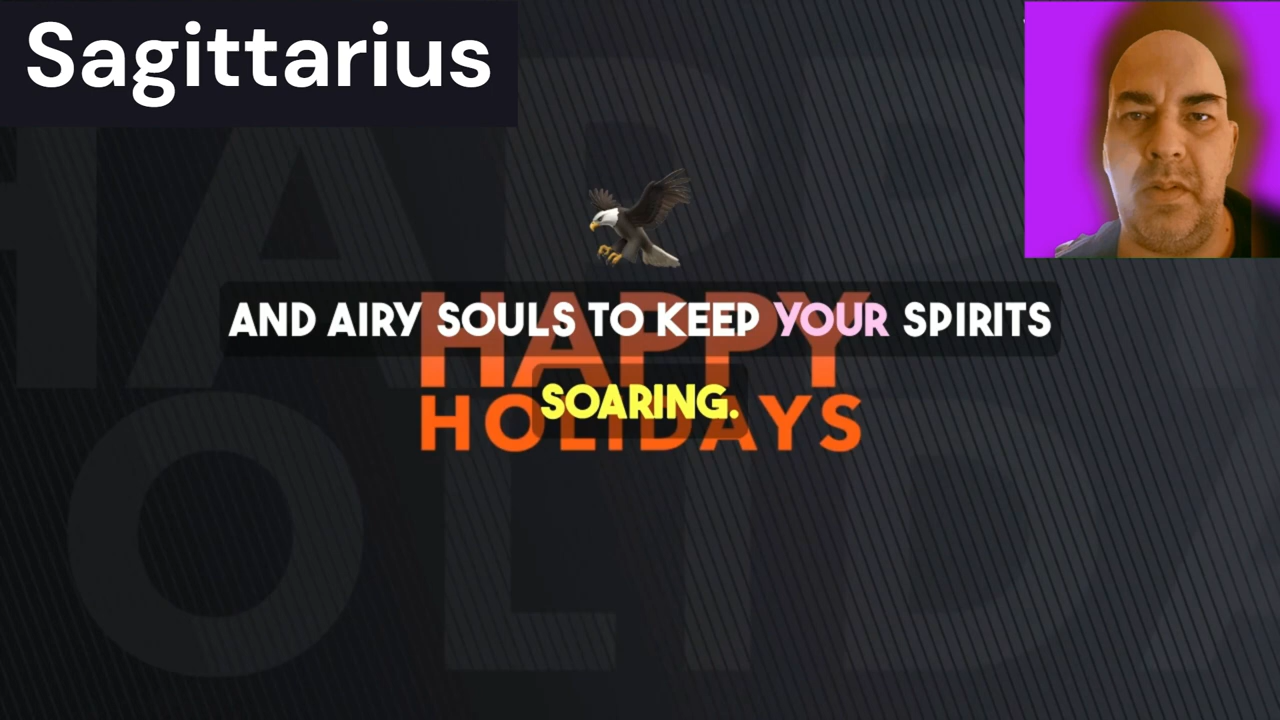 Sagittarius
AND AIRY SOULS TO KEEP YOUR SPIRITS
SOARING.
HAPPY
HOLIDAYS